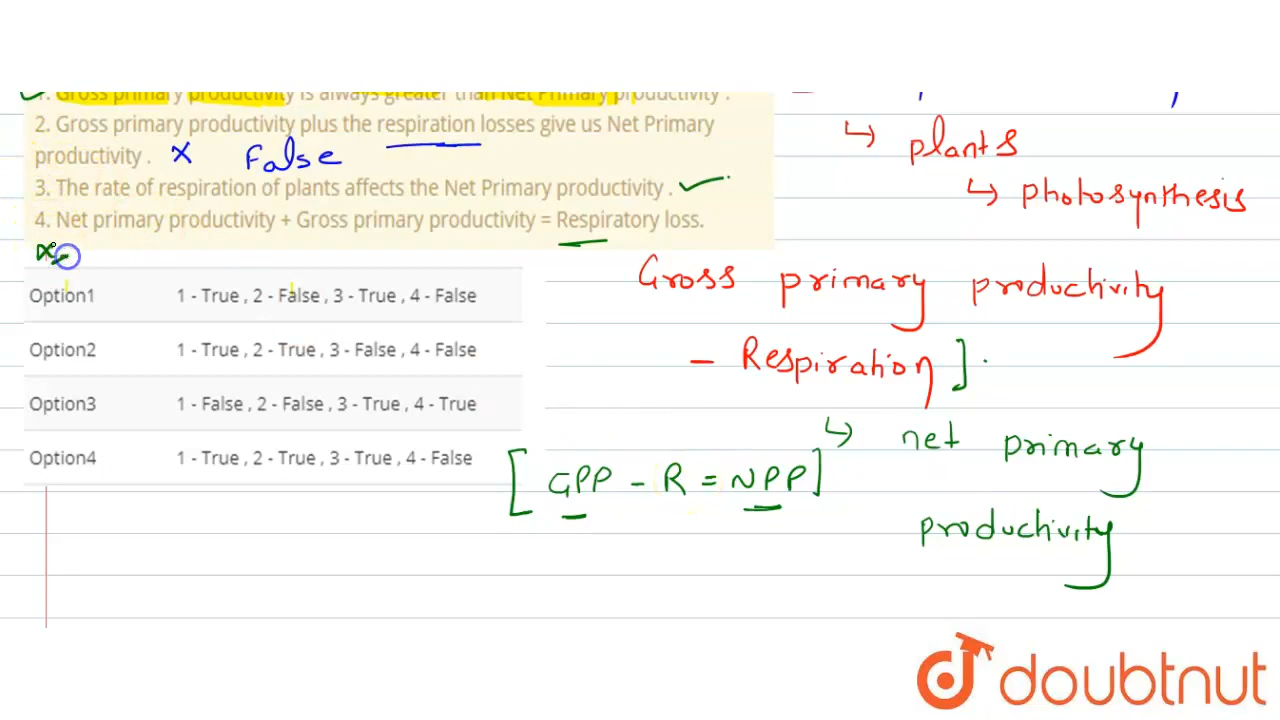 1. Gross primary productivity is always greater than Net Primary productivity .
2. Gross primary productivity plus the respiration losses give us Net Primary
productivity . x False
3. The rate of respiration of plants affects the Net Primary productivity .
4. Net primary productivity + Gross primary productivity = Respiratory loss.
Option1 1 - True , 2 - False , 3 - True , 4 - False
Option2 1 - True , 2 - True , 3 - False , 4 - False
Option3 1 - False , 2 - False , 3 - True , 4 - True
Option4 1 - True , 2 - True , 3 - True , 4 - False
↳ plants
↳ photosynthesis
Gross primary productivity
- Respiration ]
↳ net primary
productivity
[ GPP - R = NPP ]
doubtnut